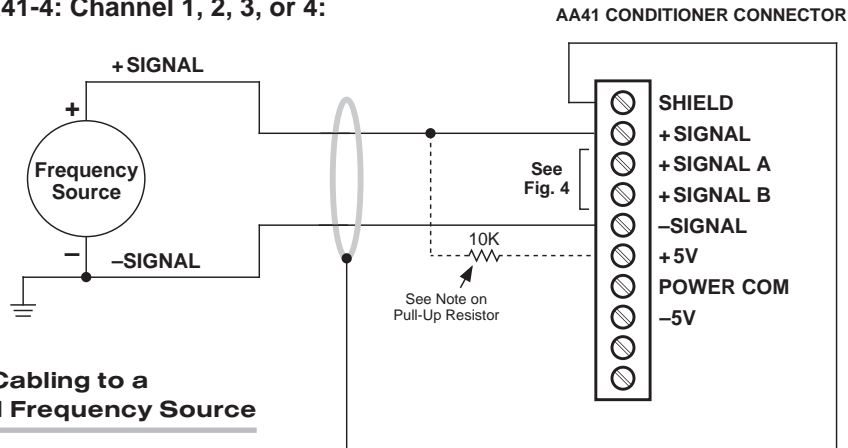 41-4: Channel 1, 2, 3, or 4:
AA41 CONDITIONER CONNECTOR
+SIGNAL
+
Frequency
Source
–
–SIGNAL
See
Fig. 4
10K
See Note on
Pull-Up Resistor
SHIELD
+SIGNAL
+SIGNAL A
+SIGNAL B
–SIGNAL
+5V
POWER COM
–5V
Cabling to a
Frequency Source